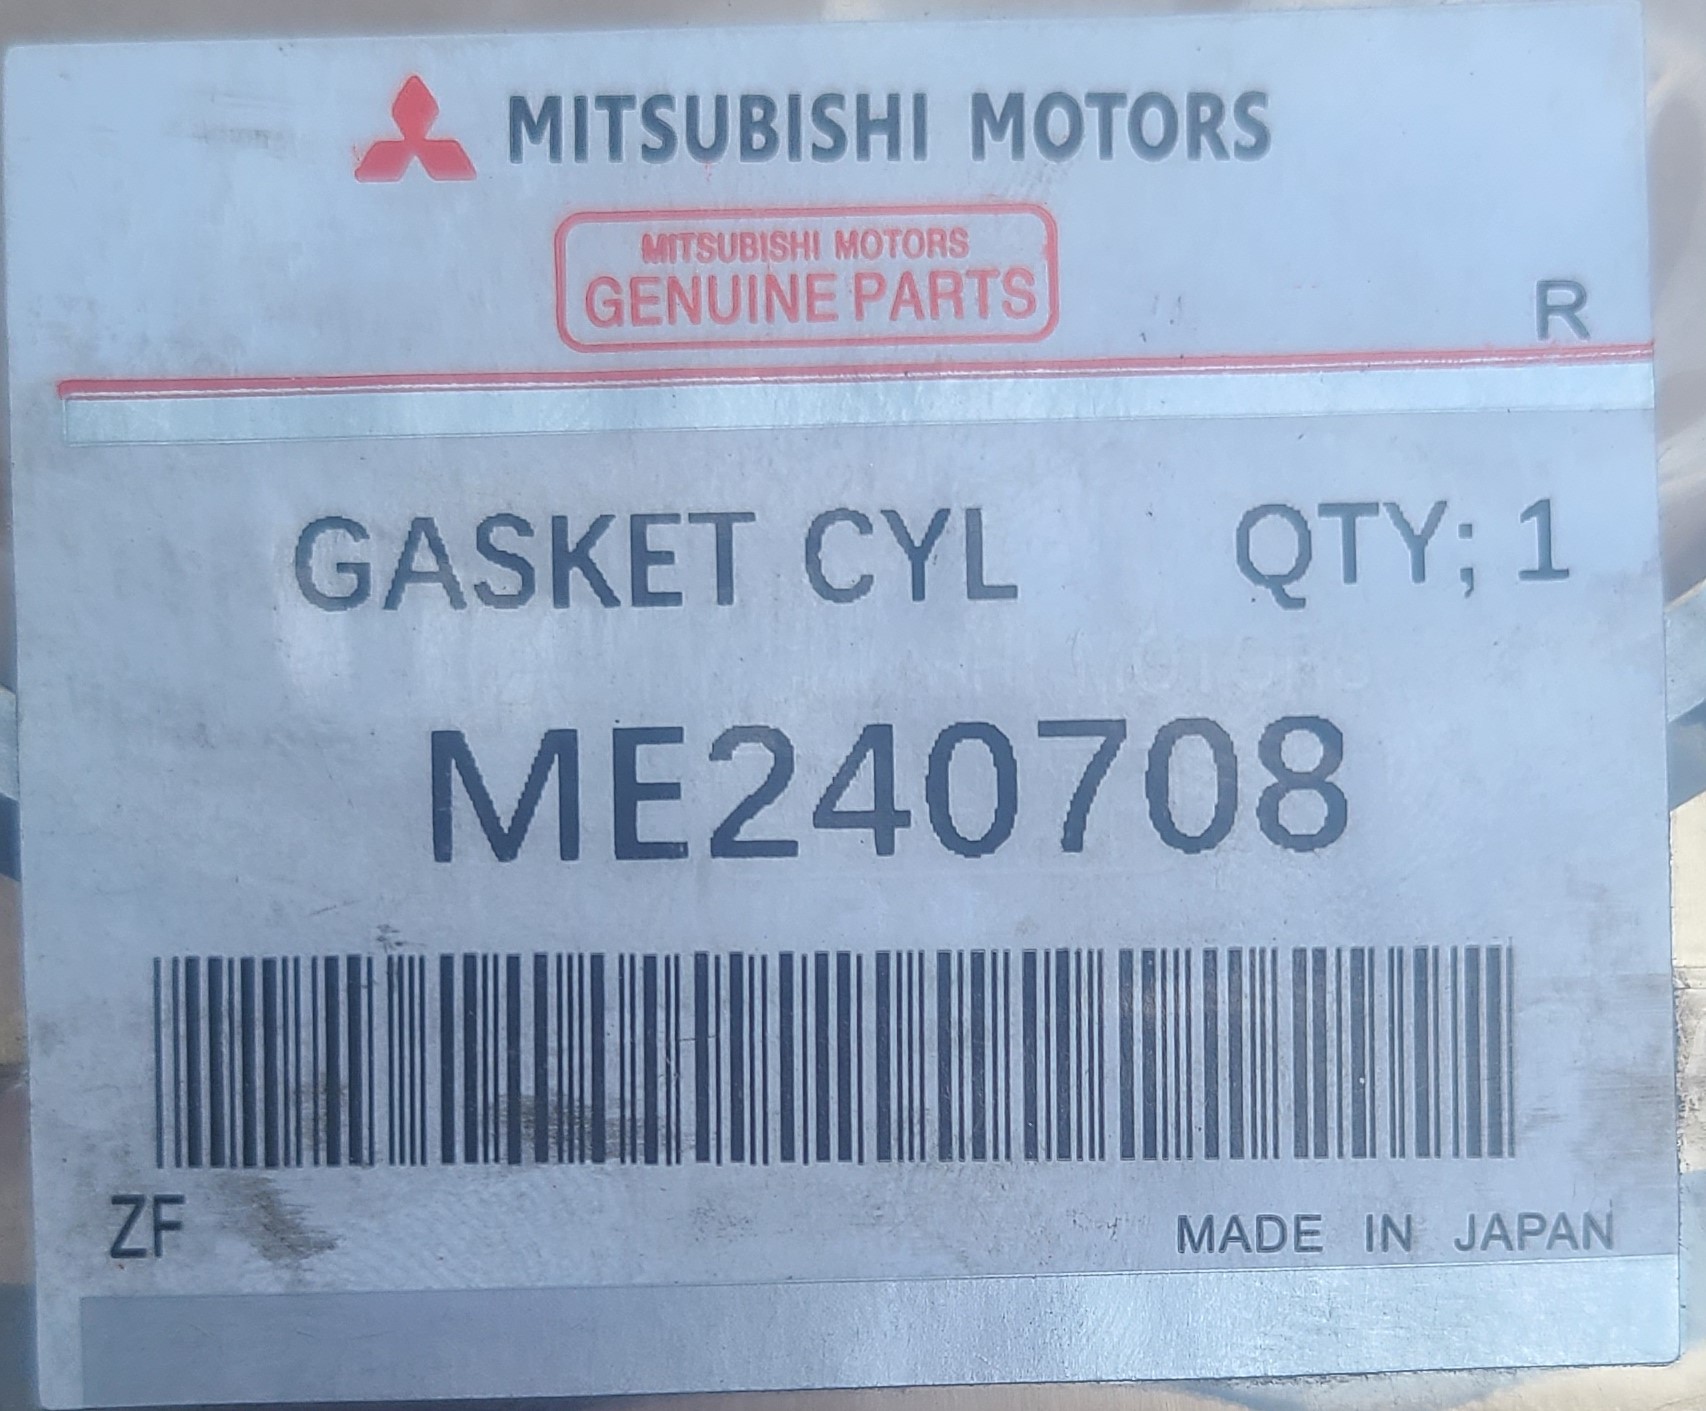 MITSUBISHI MOTORS
MITSUBISHI MOTORS
GENUINE PARTS
R
GASKET CYL QTY; 1
ME240708
ZF MADE IN JAPAN